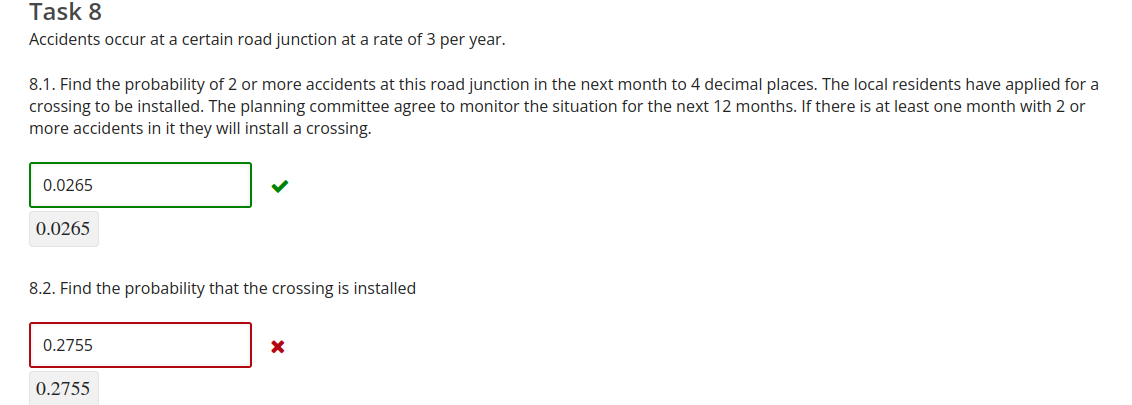 Task 8
Accidents occur at a certain road junction at a rate of 3 per year.
8.1. Find the probability of 2 or more accidents at this road junction in the next month to 4 decimal places. The local residents have applied for a
crossing to be installed. The planning committee agree to monitor the situation for the next 12 months. If there is at least one month with 2 or
more accidents in it they will install a crossing.
0.0265
0.0265
8.2. Find the probability that the crossing is installed
0.2755
0.2755